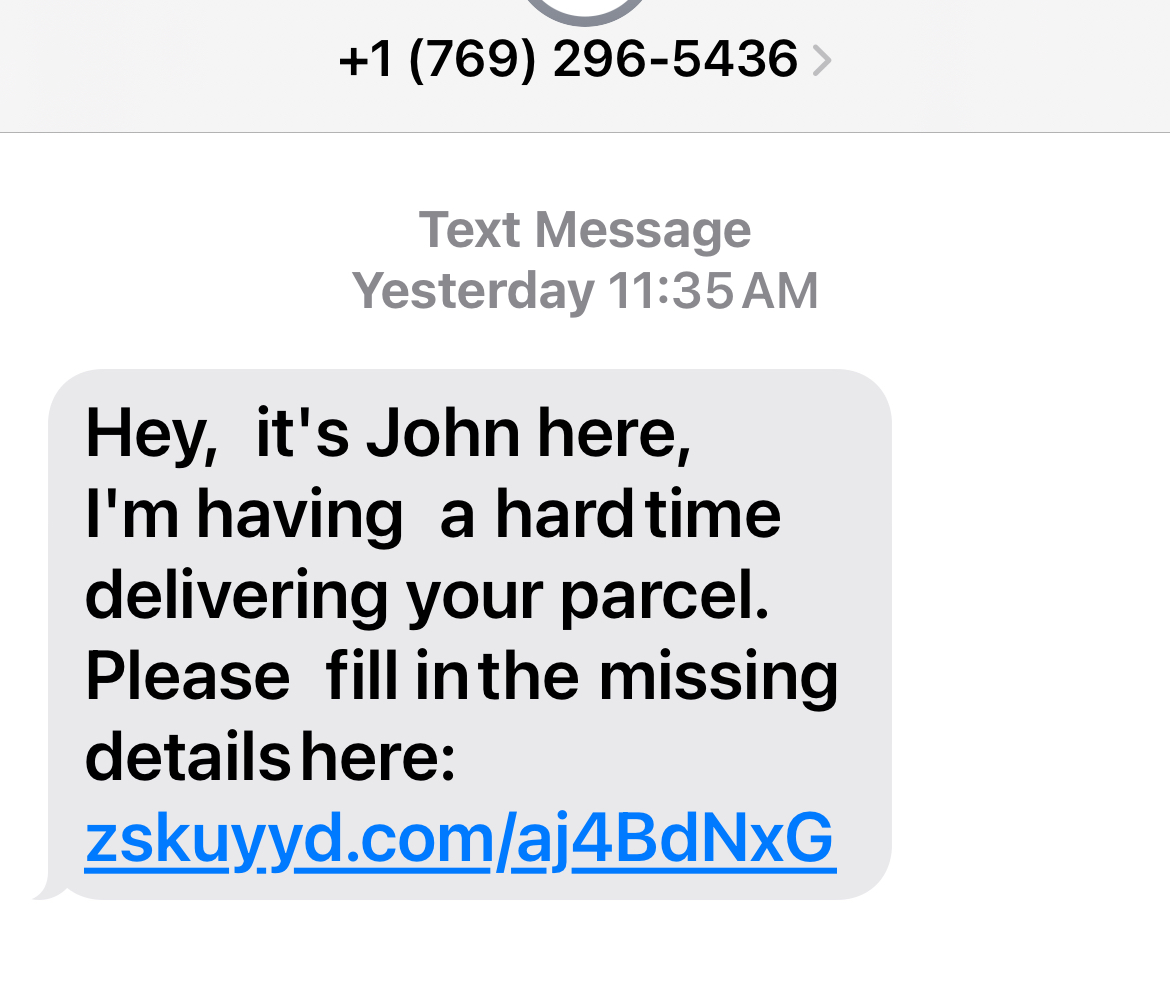 +1 (769) 296-5436
Text Message
Yesterday 11:35 AM
Hey,  it's John here,
I'm having  a hard time
delivering your parcel.
Please  fill in the missing
details here:
zskuyyd.com/aj4BdNxG